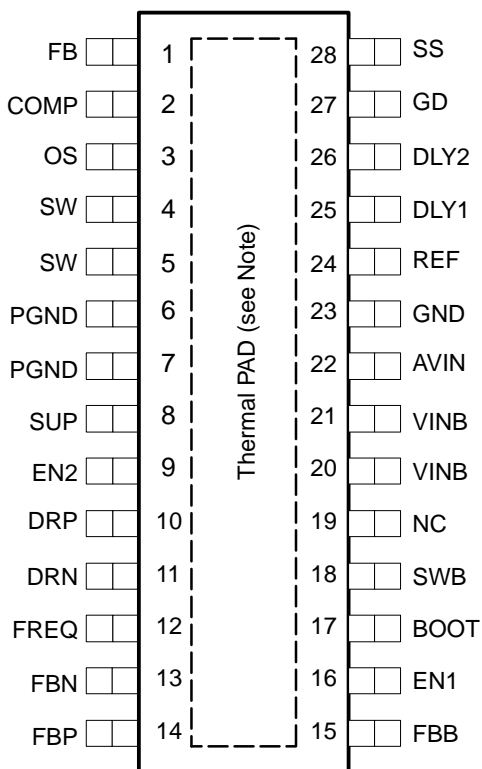 FB 1 28 SS
COMP 2 27 GD
OS 3 26 DLY2
SW 4 25 DLY1
SW 5 24 REF
PGND 6 23 GND
PGND 7 22 AVIN
SUP 8 21 VINB
EN2 9 20 VINB
DRP 10 19 NC
DRN 11 18 SWB
FREQ 12 17 BOOT
FBN 13 16 EN1
FBP 14 15 FBB
Thermal PAD (see Note)